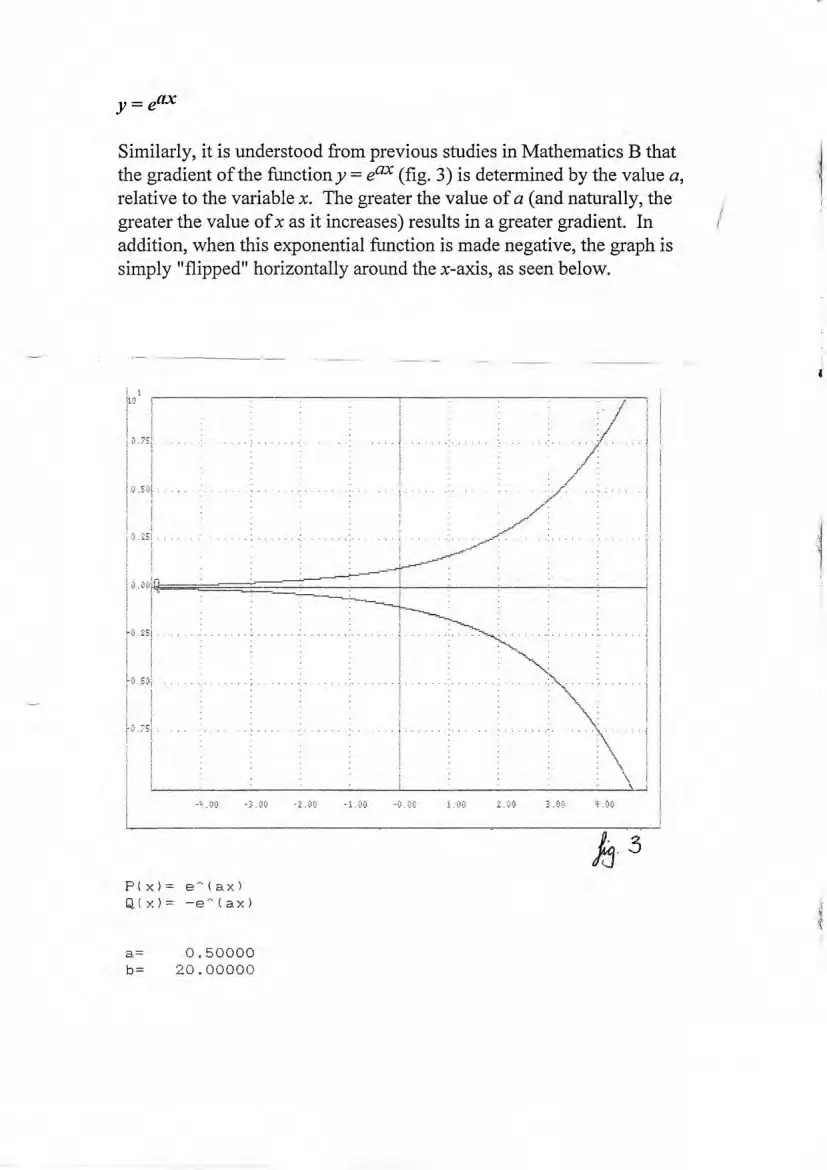 y = e^ax
Similarly, it is understood from previous studies in Mathematics B that
the gradient of the function y = e^ax (fig. 3) is determined by the value a,
relative to the variable x. The greater the value of a (and naturally, the
greater the value of x as it increases) results in a greater gradient. In
addition, when this exponential function is made negative, the graph is
simply "flipped" horizontally around the x-axis, as seen below.
10^1
0.75
0.50
0.25
0.00
-0.25
-0.50
-0.75
-4.00 -3.00 -2.00 -1.00 -0.00 1.00 2.00 3.00 4.00
fig. 3
P(x)= e^(ax)
Q(x)= -e^(ax)
a= 0.50000
b= 20.00000